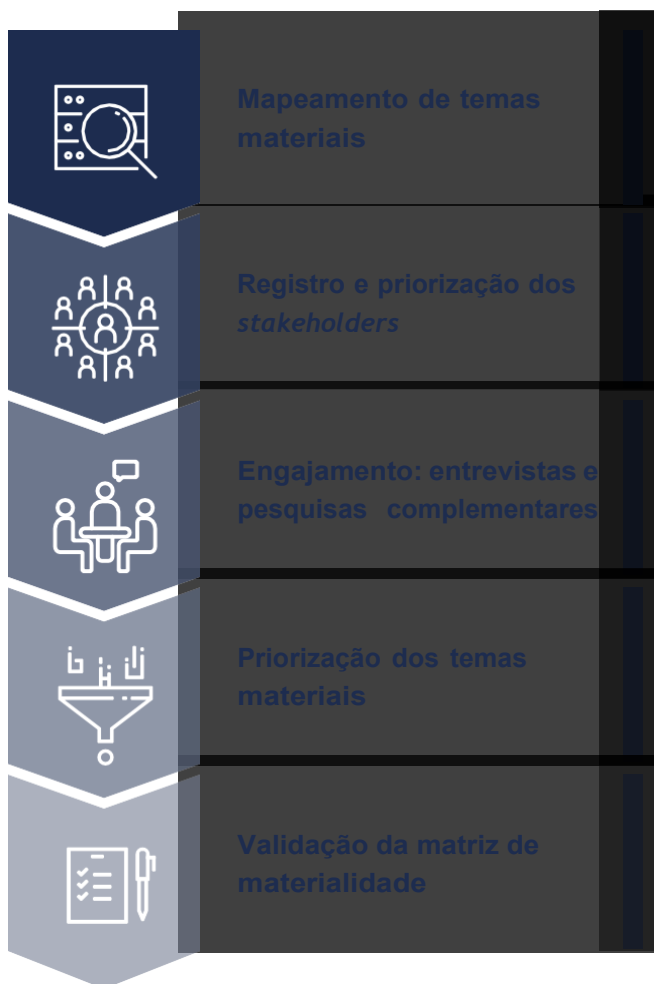 Mapeamento de temas
materiais
Registro e priorização dos
stakeholders
Engajamento: entrevistas e
pesquisas complementares
Priorização dos temas
materiais
Validação da matriz de
materialidade